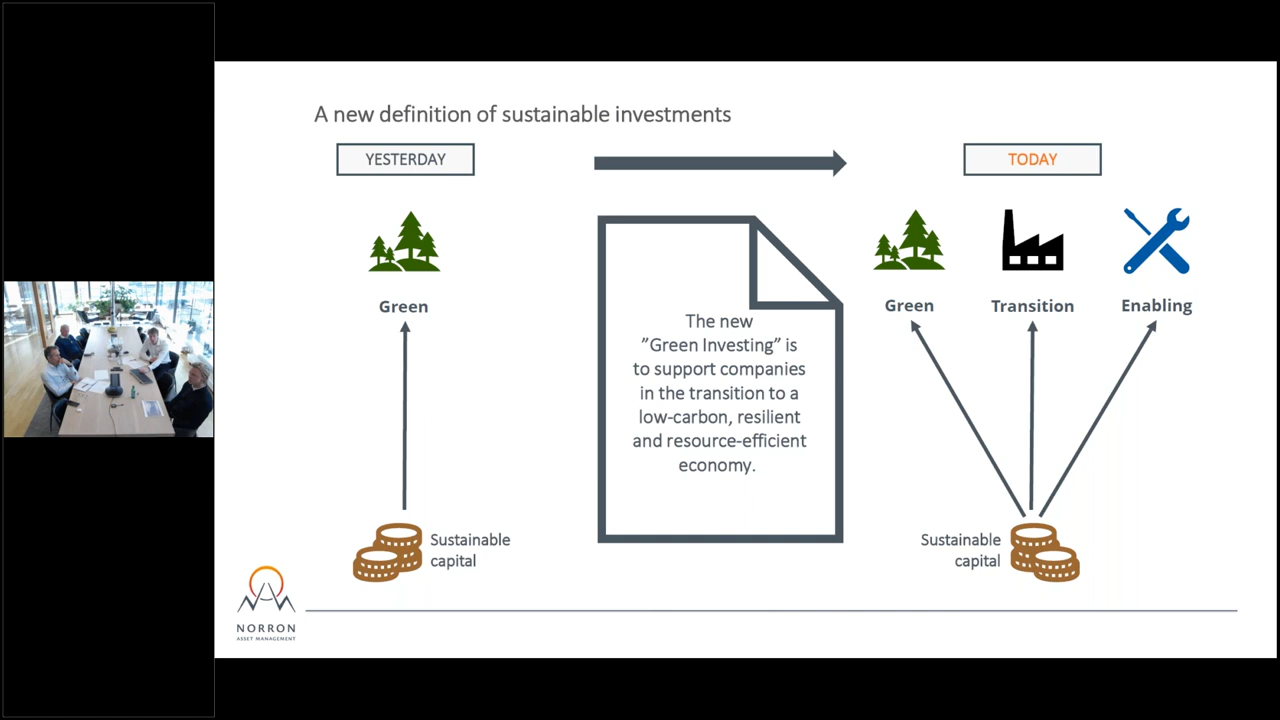 A new definition of sustainable investments
YESTERDAY
TODAY
Green
The new
”Green Investing” is
to support companies
in the transition to a
low-carbon, resilient
and resource-efficient
economy.
Green
Transition
Enabling
Sustainable
capital
Sustainable
capital
NORRON
ASSET MANAGEMENT